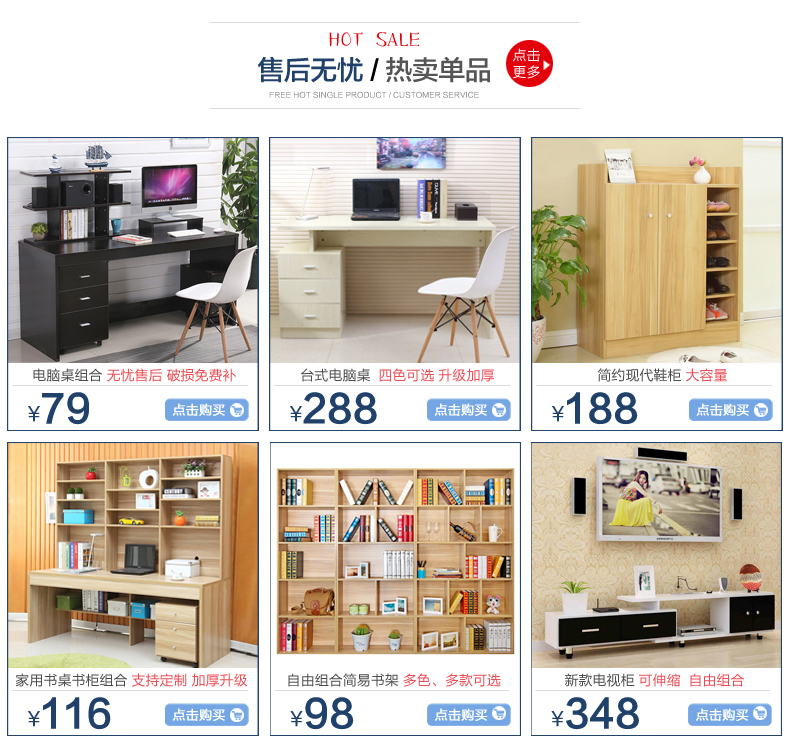 HOT SALE
售后无忧 / 热卖单品
点击
更多
FREE HOT SINGLE PRODUCT / CUSTOMER SERVICE
电脑桌组合 无忧售后 破损免费补
¥79
点击购买
台式电脑桌 四色可选 升级加厚
¥288
点击购买
简约现代鞋柜 大容量
¥188
点击购买
家用书桌书柜组合 支持定制 加厚升级
¥116
点击购买
自由组合简易书架 多色、多款可选
¥98
点击购买
新款电视柜 可伸缩 自由组合
¥348
点击购买